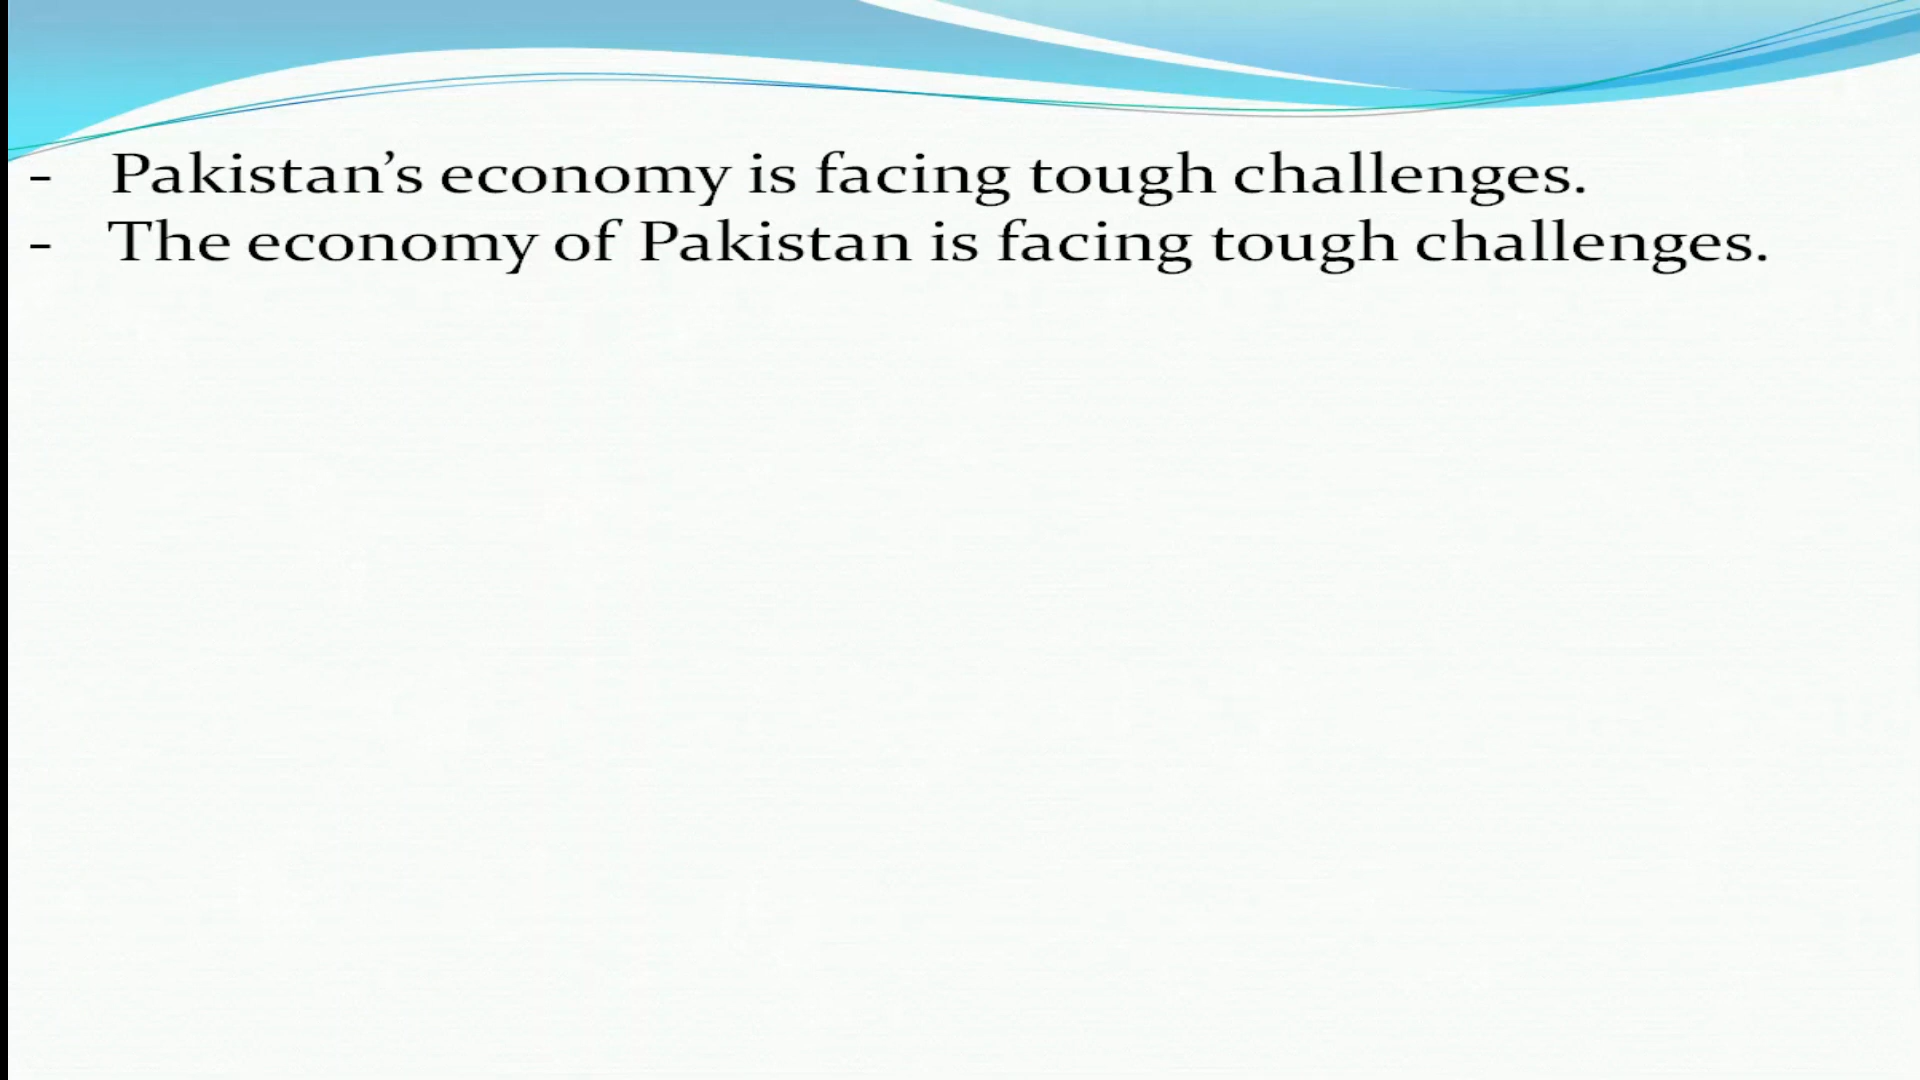 - Pakistan’s economy is facing tough challenges.
- The economy of Pakistan is facing tough challenges.